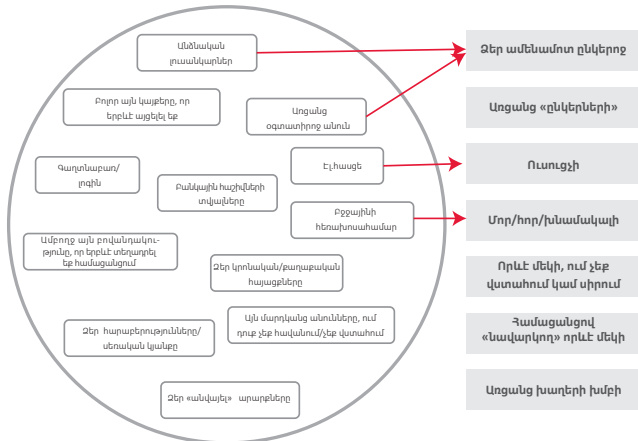 Անձնական
լուսանկարներ
Բոլոր այն կայքերը, որ
երբևէ այցելել եք
Առցանց
օգտատիրոջ անուն
Գաղտնաբառ/
լոգին
Էլ.հասցե
Բանկային հաշիվների
տվյալները
Բջջայինի
հեռախոսահամար
Ամբողջ այն բովանդակու-
թյունը, որ երբևէ տեղադրել
եք համացանցում
Ձեր կրոնական/քաղաքական
հայացքները
Այն մարդկանց անունները, ում
դուք չեք հավանում/չեք վստահում
Ձեր հարաբերությունները/
սեռական կյանքը
Ձեր «անվայել» արարքները
Ձեր ամենամոտ ընկերոջ
Առցանց «ընկերների»
Ուսուցչի
Մոր/հոր/խնամակալի
Որևէ մեկի, ում չեք
վստահում կամ սիրում
Համացանցով
«նավարկող» որևէ մեկի
Առցանց խաղերի խմբի